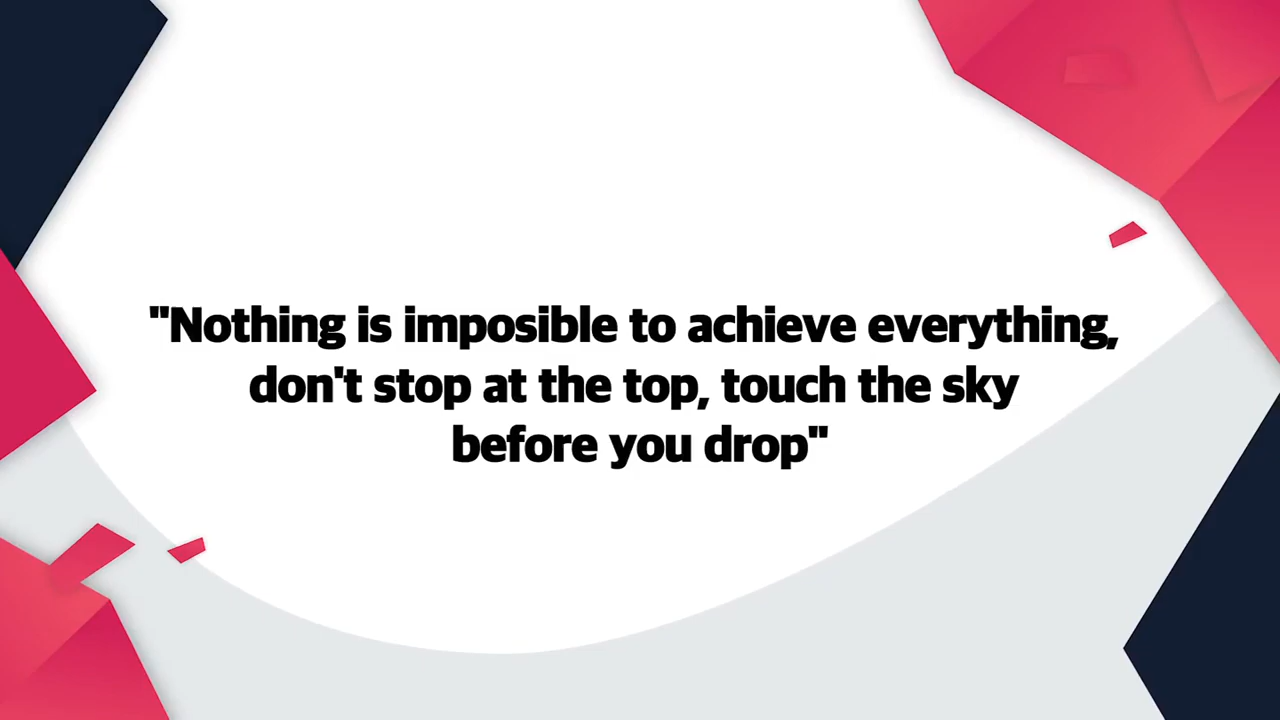 "Nothing is imposible to achieve everything,
don't stop at the top, touch the sky
before you drop"